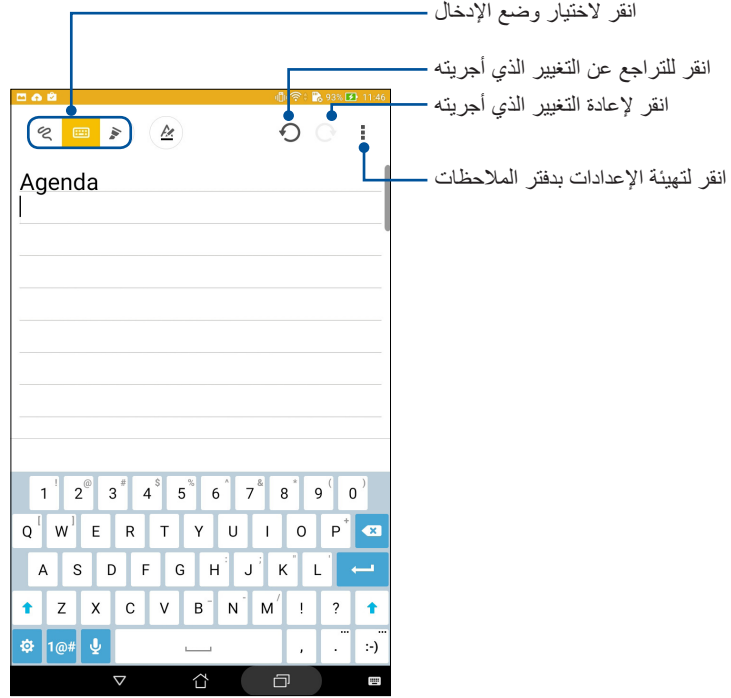 انقر لاختيار وضع الإدخال
انقر للتراجع عن التغيير الذي أجريته
انقر لإعادة التغيير الذي أجريته
93% 11:46
انقر لتهيئة الإعدادات بدفتر الملاحظات
Agenda
1 ! 2 @ 3 # 4 $ 5 % 6 ^ 7 & 8 * 9 ( 0 )
Q [ W ] E R T Y U I O P +
A S D F G H : J ; K " L '
Z X C V B _ N - M / ! ?
1@# , . ... :-) ...